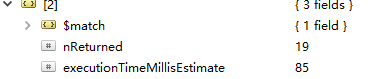 [2] { 3 fields }
$match { 1 field }
nReturned 19
executionTimeMillisEstimate 85